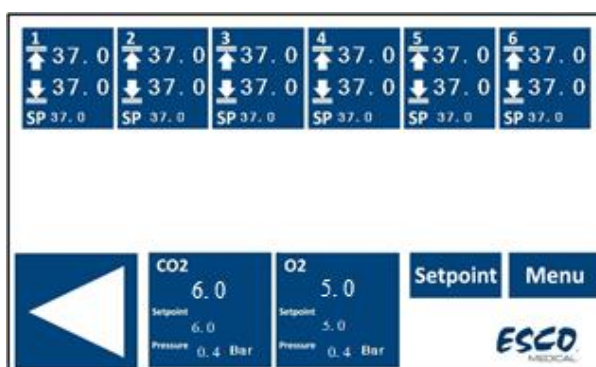 1 2 3 4 5 6
37.0 37.0 37.0 37.0 37.0 37.0
37.0 37.0 37.0 37.0 37.0 37.0
SP 37.0 SP 37.0 SP 37.0 SP 37.0 SP 37.0 SP 37.0
CO2
6.0
Setpoint
6.0
Pressure 0.4 Bar
O2
5.0
Setpoint
5.0
Pressure 0.4 Bar
Setpoint
Menu
ESCO
MEDICAL